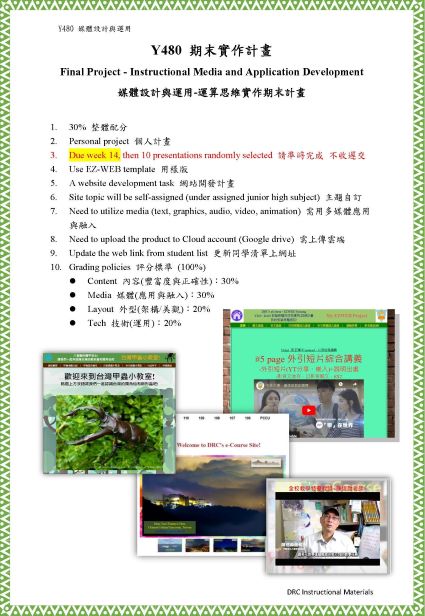 Y480 媒體設計與運用
Y480 期末實作計畫
Final Project - Instructional Media and Application Development
媒體設計與運用-運算思維實作期末計畫
1. 30% 整體配分
2. Personal project 個人計畫
3. Due week 14, then 10 presentations randomly selected 請準時完成 不收遲交
4. Use EZ-WEB template 用樣版
5. A website development task 網站開發計畫
6. Site topic will be self-assigned (under assigned junior high subject) 主題自訂
7. Need to utilize media (text, graphics, audio, video, animation) 需用多媒體應用
與融入
8. Need to upload the product to Cloud account (Google drive) 需上傳雲端
9. Update the web link from student list 更新同學清單上網址
10. Grading policies 評分標準 (100%)
● Content 內容(豐富度與正確性)：30%
● Media 媒體(應用與融入)：30%
● Layout 外型(架構/美觀)：20%
● Tech 技術(運用)：20%
#5 page 外引短片綜合講義
台灣甲蟲小教室!
歡迎來到台灣甲蟲小教室!
Welcome to DRC's e-Course Site!
DRC Instructional Materials